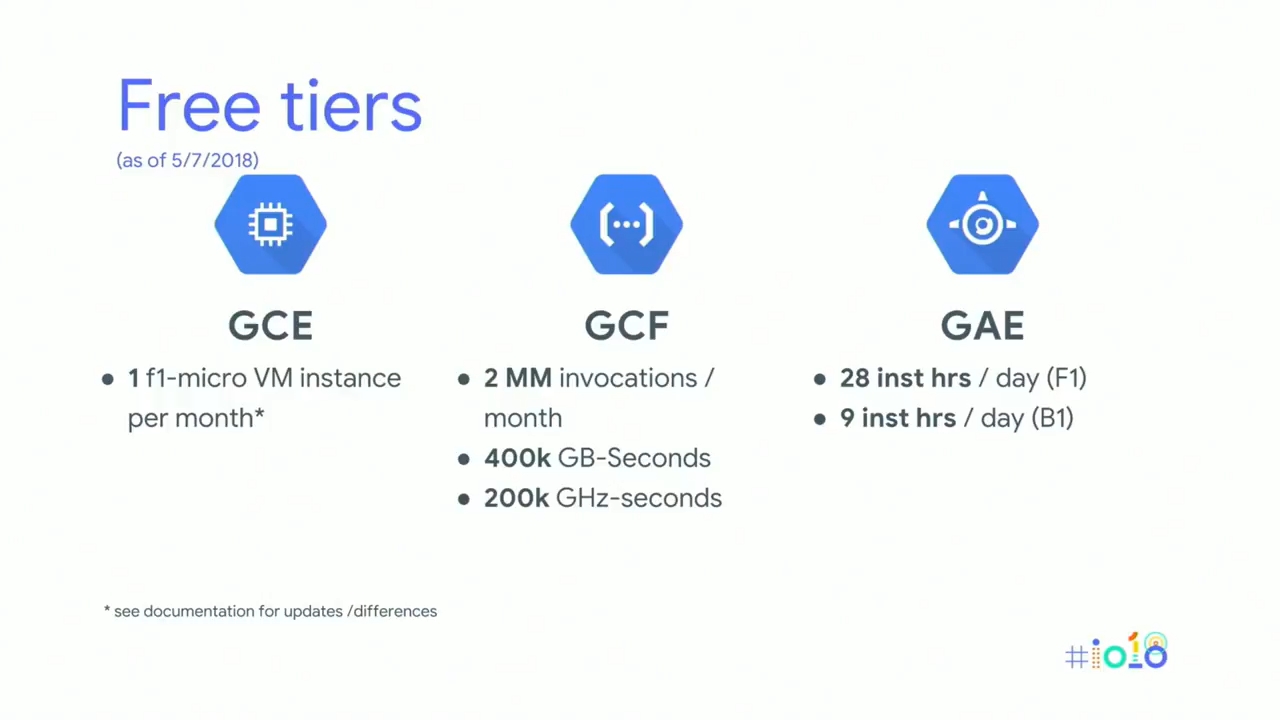 Free tiers
(as of 5/7/2018)
GCE
● 1 f1-micro VM instance
per month*
GCF
● 2 MM invocations /
month
● 400k GB-Seconds
● 200k GHz-seconds
GAE
● 28 inst hrs / day (F1)
● 9 inst hrs / day (B1)
* see documentation for updates /differences
#io18